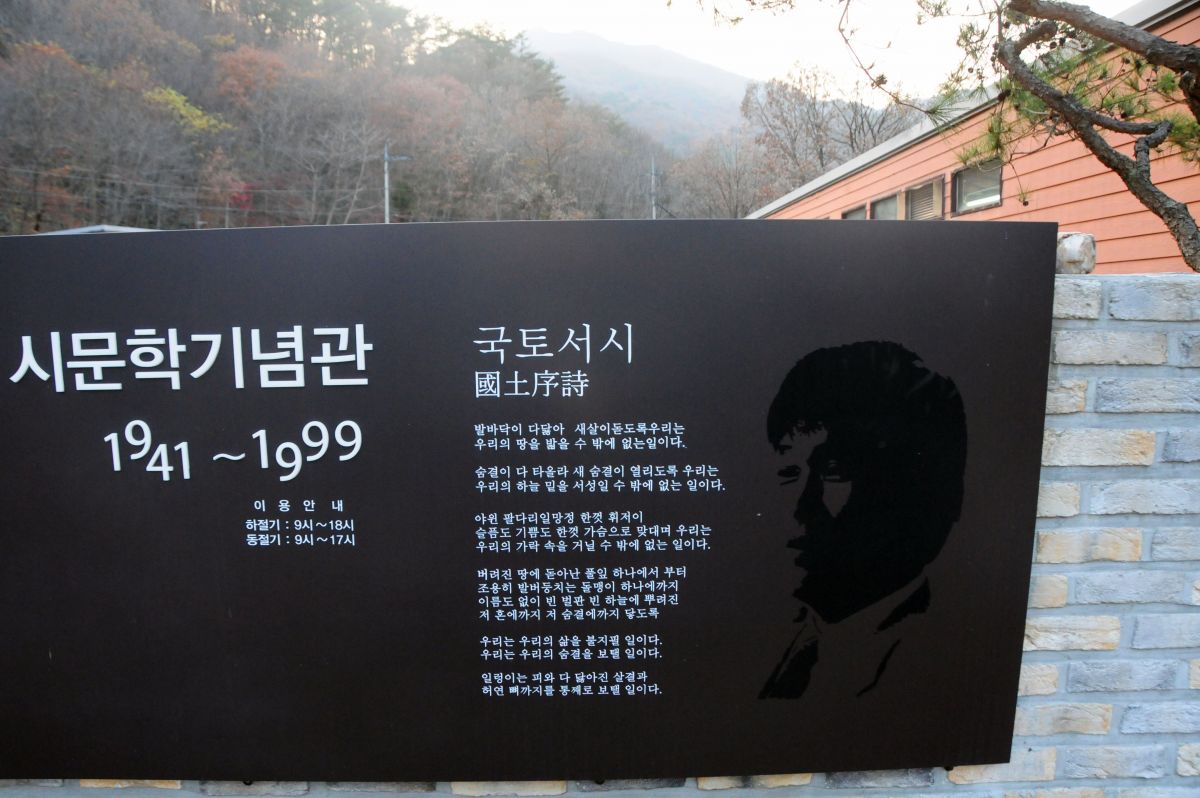 시문학기념관
1941~1999
이 용 안 내
하절기 : 9시~18시
동절기 : 9시~17시
국토서시
國土序詩
발바닥이 다닳아 새살이돋도록우리는
우리의 땅을 밟을 수 밖에 없는일이다.
숨결이 다 타올라 새 숨결이 열리도록 우리는
우리의 하늘 밑을 서성일 수 밖에 없는 일이다.
야윈 팔다리일망정 한껏 휘저어
슬픔도 기쁨도 한껏 가슴으로 맞대며 우리는
우리의 가락 속을 거닐 수 밖에 없는 일이다.
버려진 땅에 돋아난 풀잎 하나에서 부터
조용히 발버둥치는 돌맹이 하나에까지
이름도 없이 빈 벌판 빈 하늘에 뿌려진
저 혼에까지 저 숨결에까지 닿도록
우리는 우리의 삶을 불지필 일이다.
우리는 우리의 숨결을 보탤 일이다.
일렁이는 피와 다 닳아진 살결과
허연 뼈까지를 통째로 보탤 일이다.